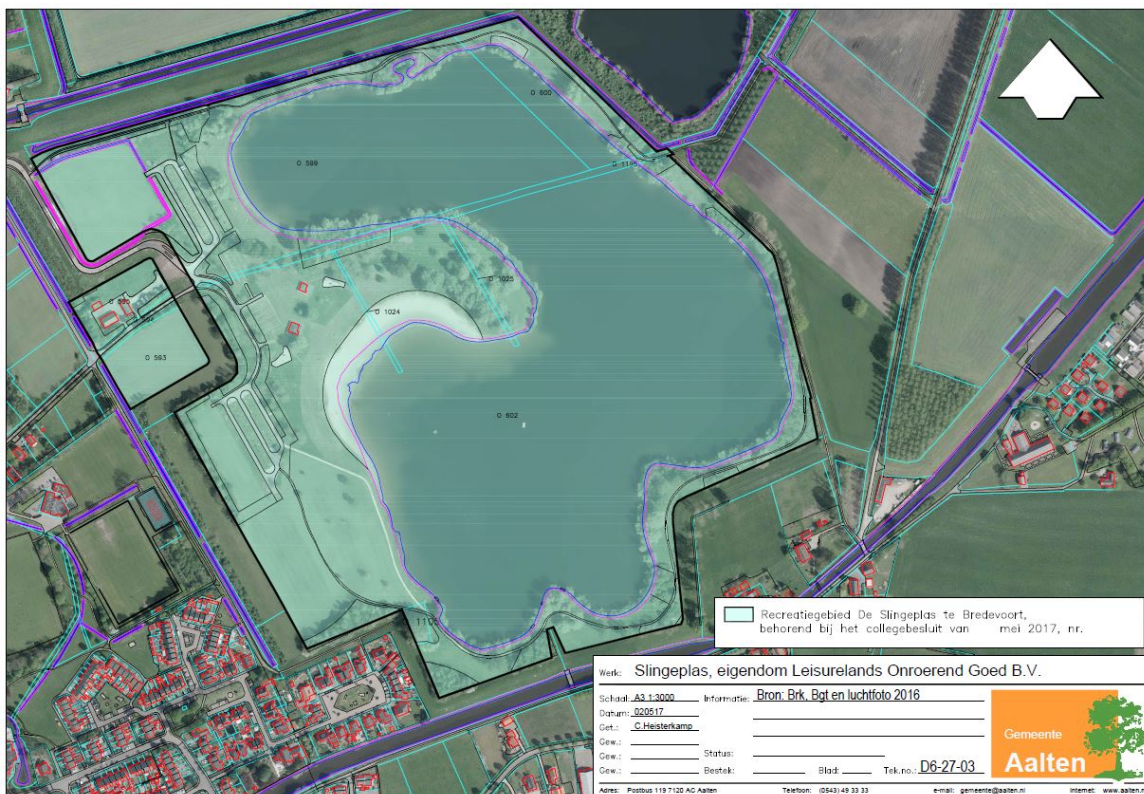 O 600
O 599
1195
O 1025
O 1024
O 593
O 602
1105
Recreatiegebied De Slingeplas te Bredevoort,
behorend bij het collegebesluit van mei 2017, nr.
Werk: Slingeplas, eigendom Leisurelands Onroerend Goed B.V.
Schaal: A3 1:3000 Informatie: Bron: Brk, Bgt en luchtfoto 2016
Datum: 020517
Get.: C.Heisterkamp
Gew.:
Gew.: Status:
Gew.: Bestek: Blad: Tek.no.: D6-27-03
Gemeente
Aalten
Adres: Postbus 119 7120 AC Aalten Telefoon: (0543) 49 33 33 e-mail: gemeente@aalten.nl Internet: www.aalten.n